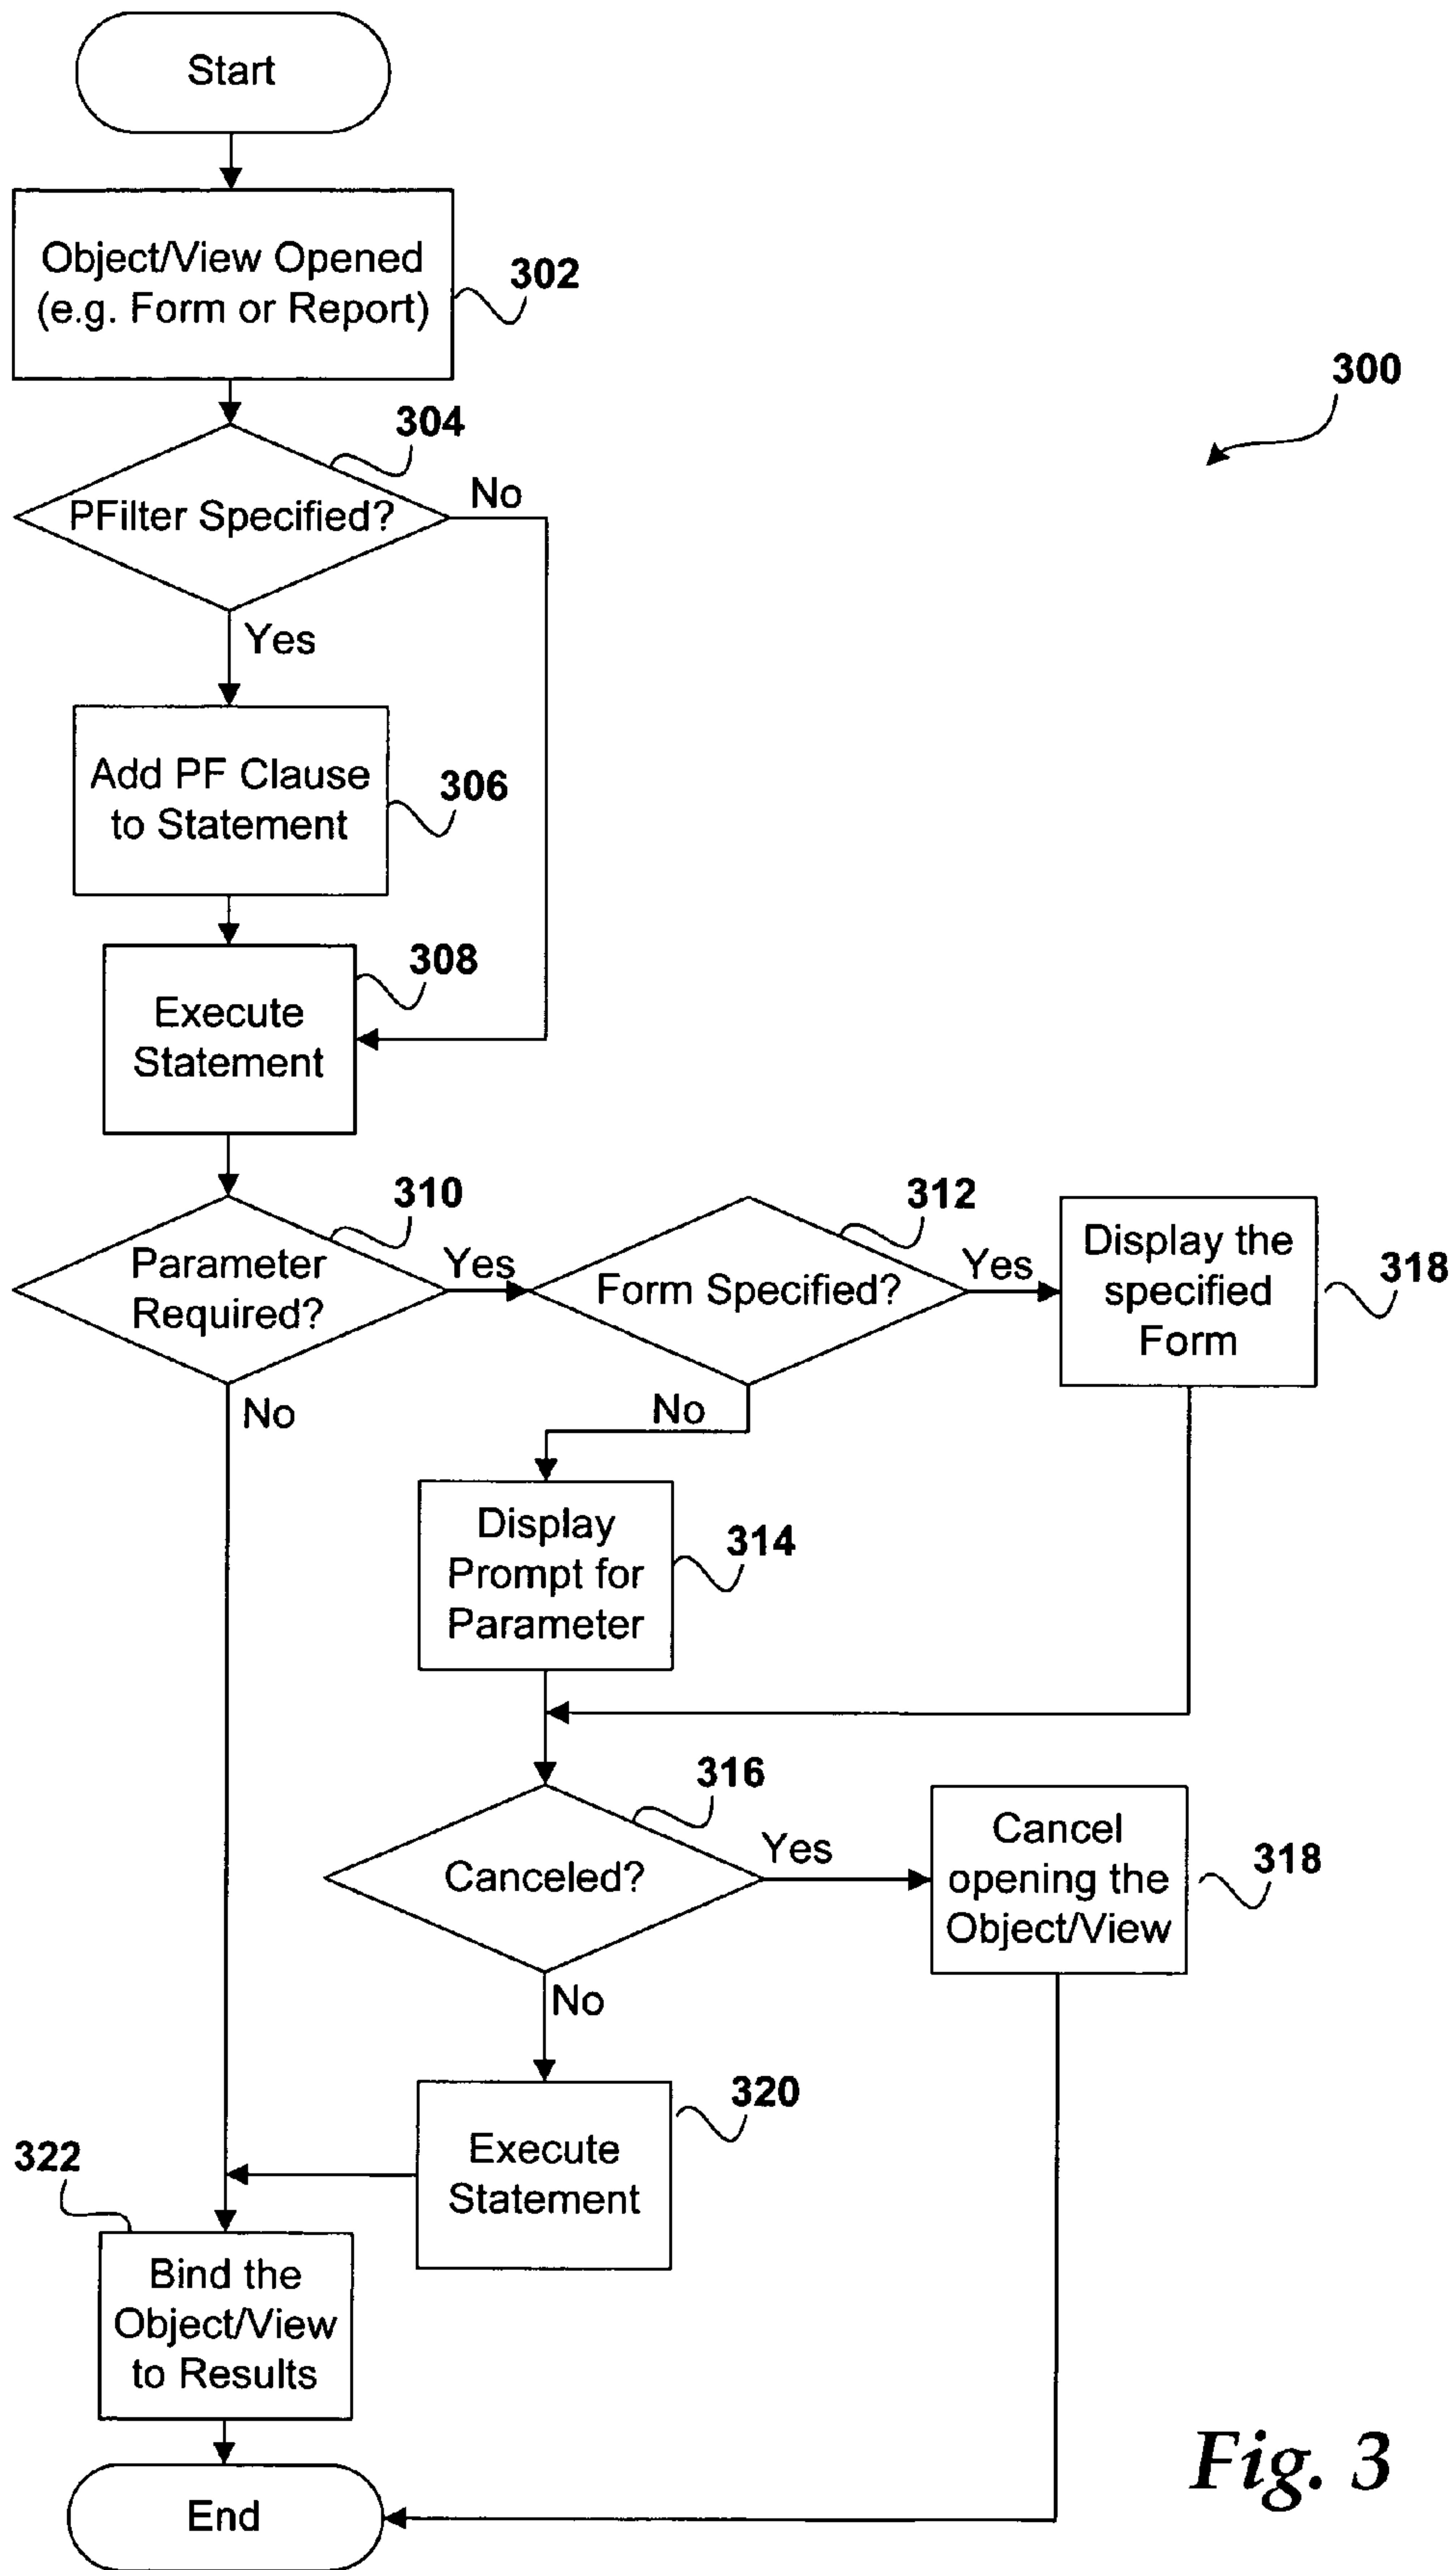 Start
Object/View Opened
(e.g. Form or Report)
302
300
304
PFilter Specified?
No
Yes
Add PF Clause
to Statement
306
308
Execute
Statement
310
Parameter
Required?
Yes
No
312
Form Specified?
Yes
No
Display the
specified
Form
318
Display
Prompt for
Parameter
314
316
Canceled?
Yes
No
Cancel
opening the
Object/View
318
320
Execute
Statement
322
Bind the
Object/View
to Results
End
Fig. 3